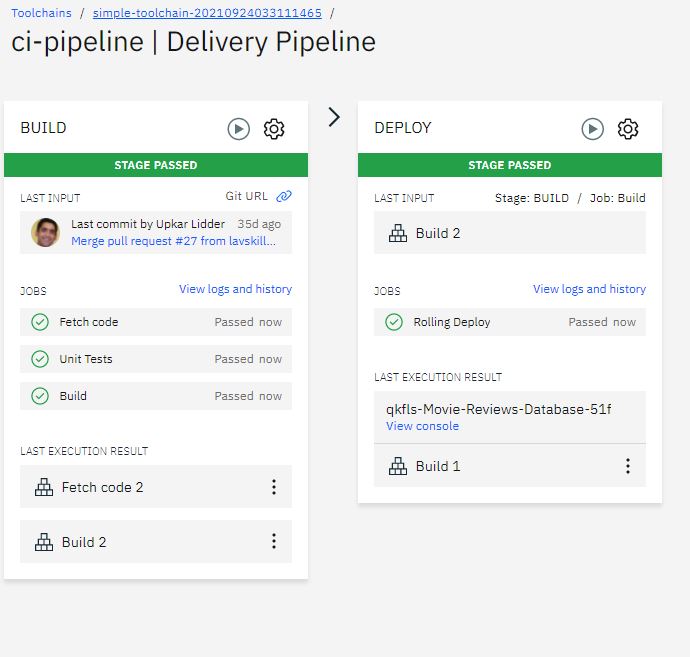 Toolchains / simple-toolchain-20210924033111465 /
ci-pipeline | Delivery Pipeline
BUILD
STAGE PASSED
LAST INPUT Git URL
Last commit by Upkar Lidder 35d ago
Merge pull request #27 from lavskill...
JOBS View logs and history
Fetch code Passed now
Unit Tests Passed now
Build Passed now
LAST EXECUTION RESULT
Fetch code 2
Build 2
DEPLOY
STAGE PASSED
LAST INPUT Stage: BUILD / Job: Build
Build 2
JOBS View logs and history
Rolling Deploy Passed now
LAST EXECUTION RESULT
qkfls-Movie-Reviews-Database-51f
View console
Build 1